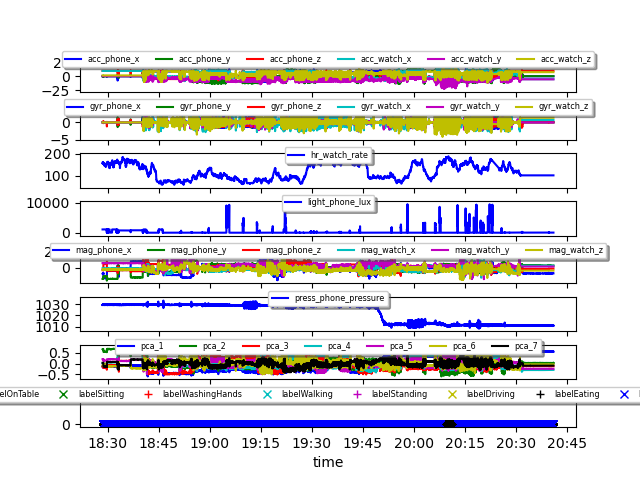 acc_phone_x acc_phone_y acc_phone_z acc_watch_x acc_watch_y acc_watch_z
2
0
−25
gyr_phone_x gyr_phone_y gyr_phone_z gyr_watch_x gyr_watch_y gyr_watch_z
0
−5
hr_watch_rate
200
100
light_phone_lux
10000
0
mag_phone_x mag_phone_y mag_phone_z mag_watch_x mag_watch_y mag_watch_z
2
0
press_phone_pressure
1030
1020
1010
pca_1 pca_2 pca_3 pca_4 pca_5 pca_6 pca_7
0.5
0.0
−0.5
elOnTable labelSitting labelWashingHands labelWalking labelStanding labelDriving labelEating l
0
18:30 18:45 19:00 19:15 19:30 19:45 20:00 20:15 20:30 20:45
time